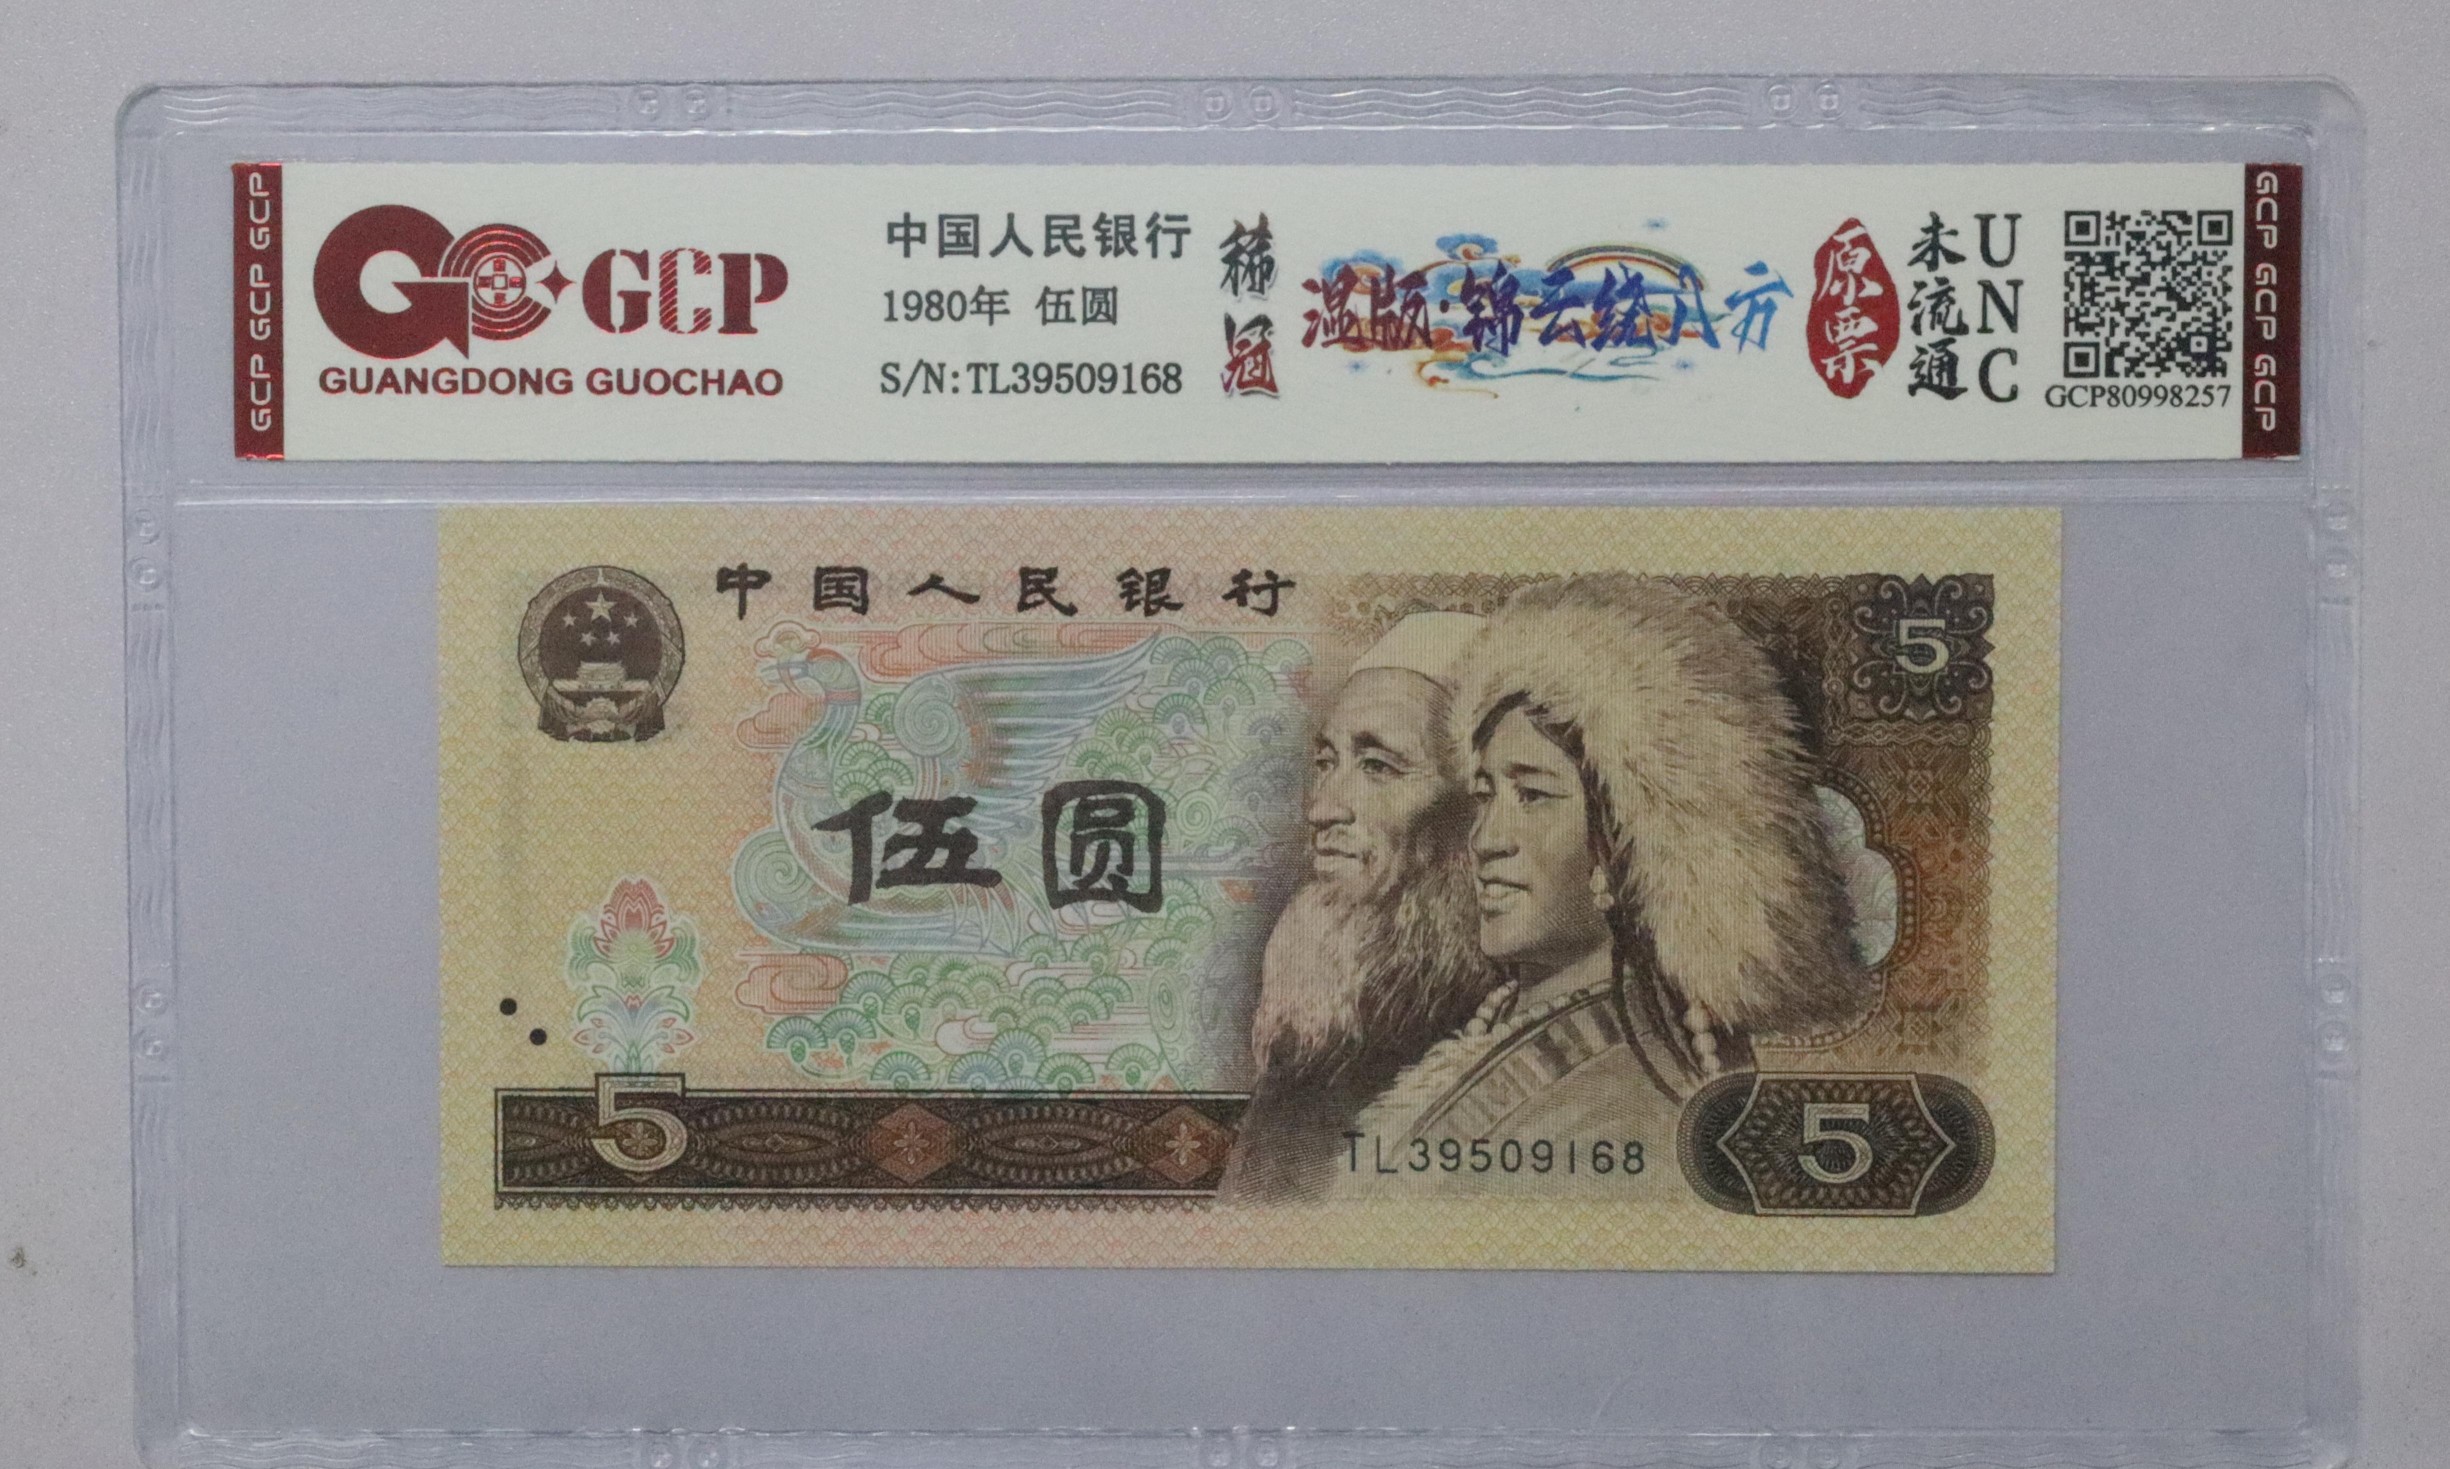 GCP GCP GCP
GCP
GUANGDONG GUOCHAO
中国人民银行
1980年 伍圆
S/N:TL39509168
稀冠
温版·锦云绕八方
原票
未流通
UNC
GCP80998257
GCP GCP GCP
中国人民银行
5
伍圆
5
TL39509168
5